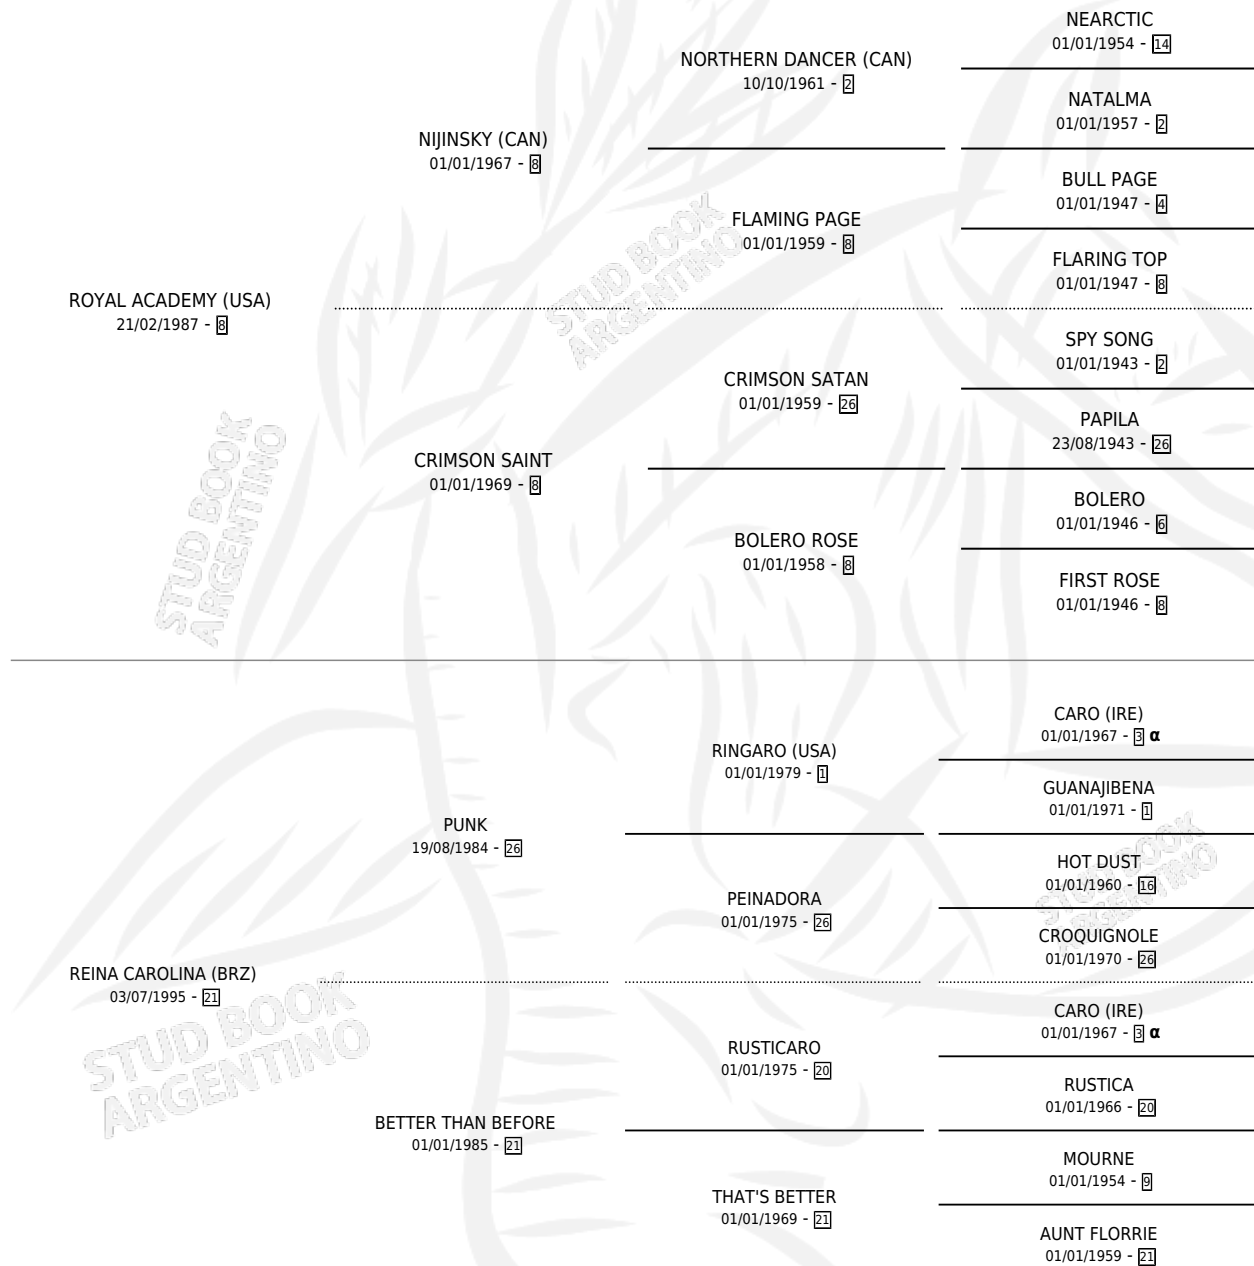 NEARCTIC
01/01/1954 - 14
NORTHERN DANCER (CAN)
10/10/1961 - 2
NATALMA
01/01/1957 - 2
NIJINSKY (CAN)
01/01/1967 - 8
BULL PAGE
01/01/1947 - 4
FLAMING PAGE
01/01/1959 - 8
FLARING TOP
01/01/1947 - 8
ROYAL ACADEMY (USA)
21/02/1987 - 8
STUD BOOK
ARGENTINO
SPY SONG
01/01/1943 - 2
CRIMSON SATAN
01/01/1959 - 26
PAPILA
23/08/1943 - 26
CRIMSON SAINT
01/01/1969 - 8
BOLERO
01/01/1946 - 6
BOLERO ROSE
01/01/1958 - 8
FIRST ROSE
01/01/1946 - 8
STUD BOOK
ARGENTINO
CARO (IRE)
01/01/1967 - 3 α
RINGARO (USA)
01/01/1979 - 1
GUANAJIBENA
01/01/1971 - 1
PUNK
19/08/1984 - 26
HOT DUST
01/01/1960 - 16
PEINADORA
01/01/1975 - 26
CROQUIGNOLE
01/01/1970 - 26
STUD BOOK
ARGENTINO
REINA CAROLINA (BRZ)
03/07/1995 - 21
STUD BOOK
ARGENTINO
CARO (IRE)
01/01/1967 - 3 α
RUSTICARO
01/01/1975 - 20
RUSTICA
01/01/1966 - 20
BETTER THAN BEFORE
01/01/1985 - 21
MOURNE
01/01/1954 - 9
THAT'S BETTER
01/01/1969 - 21
AUNT FLORRIE
01/01/1959 - 21